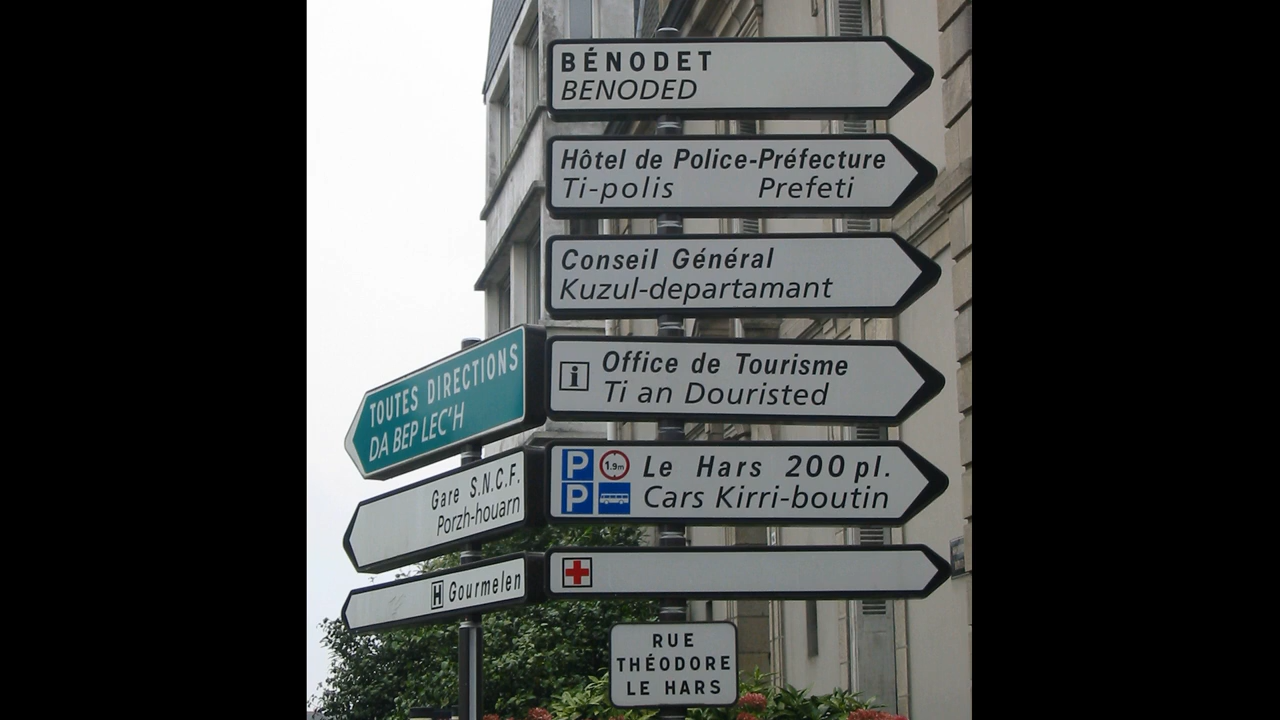 BÉNODET
BENODED
Hôtel de Police-Préfecture
Ti-polis Prefeti
Conseil Général
Kuzul-departamant
i Office de Tourisme
Ti an Douristed
P 1.9m Le Hars 200 pl.
P Cars Kirri-boutin
TOUTES DIRECTIONS
DA BEP LEC'H
Gare S.N.C.F.
Porzh-houarn
H Gourmelen
RUE
THÉODORE
LE HARS